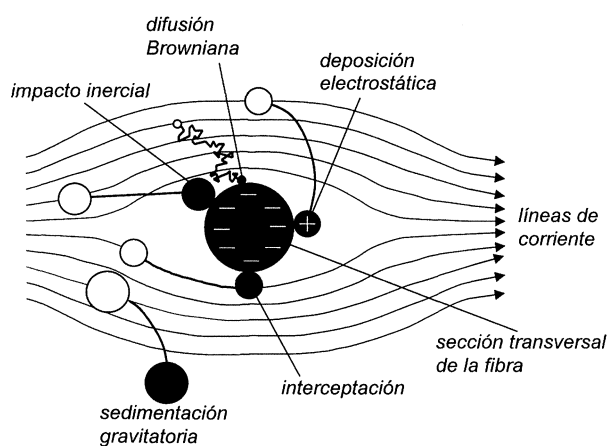 difusión
Browniana
deposición
electrostática
impacto inercial
líneas de
corriente
sección transversal
de la fibra
interceptación
sedimentación
gravitatoria